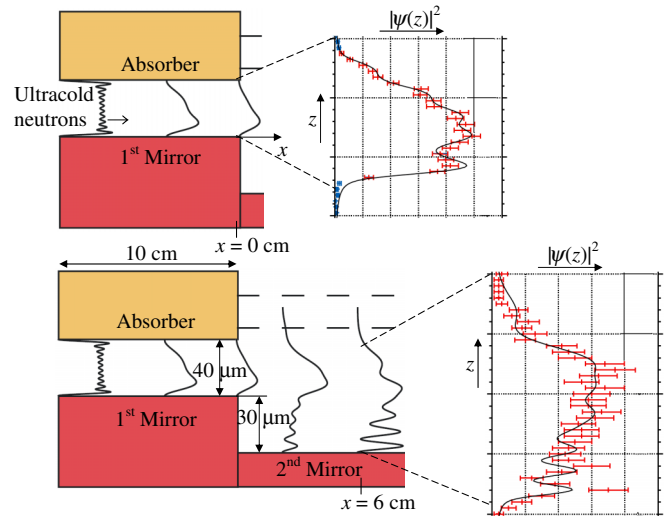 |ψ(z)|²
Absorber
Ultracold
neutrons
z
x
1st Mirror
x = 0 cm
10 cm
|ψ(z)|²
Absorber
40 μm
z
1st Mirror
30 μm
2nd Mirror
x = 6 cm